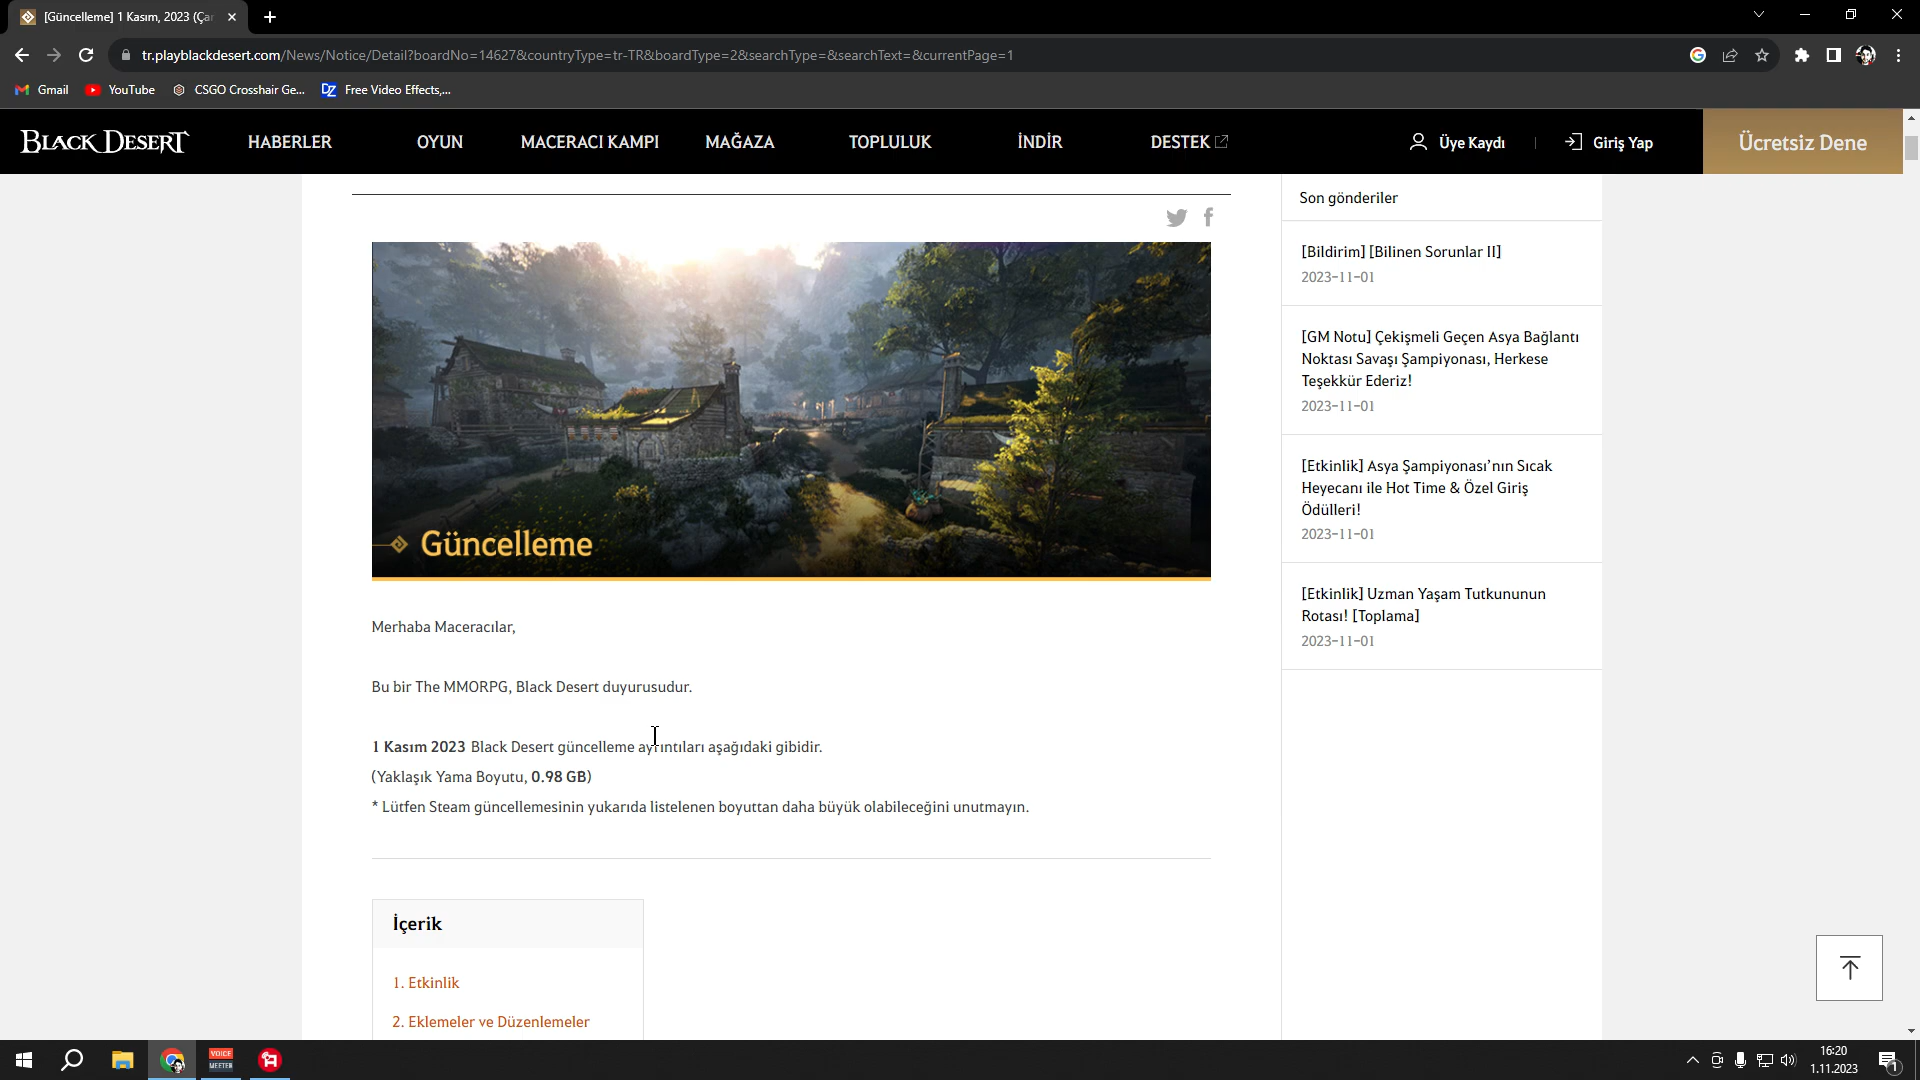 [Güncelleme] 1 Kasım, 2023 (Çar
tr.playblackdesert.com/News/Notice/Detail?boardNo=14627&countryType=tr-TR&boardType=2&searchType=&searchText=&currentPage=1
Gmail
YouTube
CSGO Crosshair Ge...
DZ
Free Video Effects,...
BLACK DESERT
HABERLER
OYUN
MACERACI KAMPI
MAĞAZA
TOPLULUK
İNDİR
DESTEK
Üye Kaydı
Giriş Yap
Ücretsiz Dene
Güncelleme
Merhaba Maceracılar,
Bu bir The MMORPG, Black Desert duyurusudur.
1 Kasım 2023 Black Desert güncelleme ayrıntıları aşağıdaki gibidir.
(Yaklaşık Yama Boyutu, 0.98 GB)
* Lütfen Steam güncellemesinin yukarıda listelenen boyuttan daha büyük olabileceğini unutmayın.
İçerik
1. Etkinlik
2. Eklemeler ve Düzenlemeler
Son gönderiler
[Bildirim] [Bilinen Sorunlar II]
2023-11-01
[GM Notu] Çekişmeli Geçen Asya Bağlantı
Noktası Savaşı Şampiyonası, Herkese
Teşekkür Ederiz!
2023-11-01
[Etkinlik] Asya Şampiyonası’nın Sıcak
Heyecanı ile Hot Time & Özel Giriş
Ödülleri!
2023-11-01
[Etkinlik] Uzman Yaşam Tutkununun
Rotası! [Toplama]
2023-11-01
VOICE
MEETER
16:20
1.11.2023
1